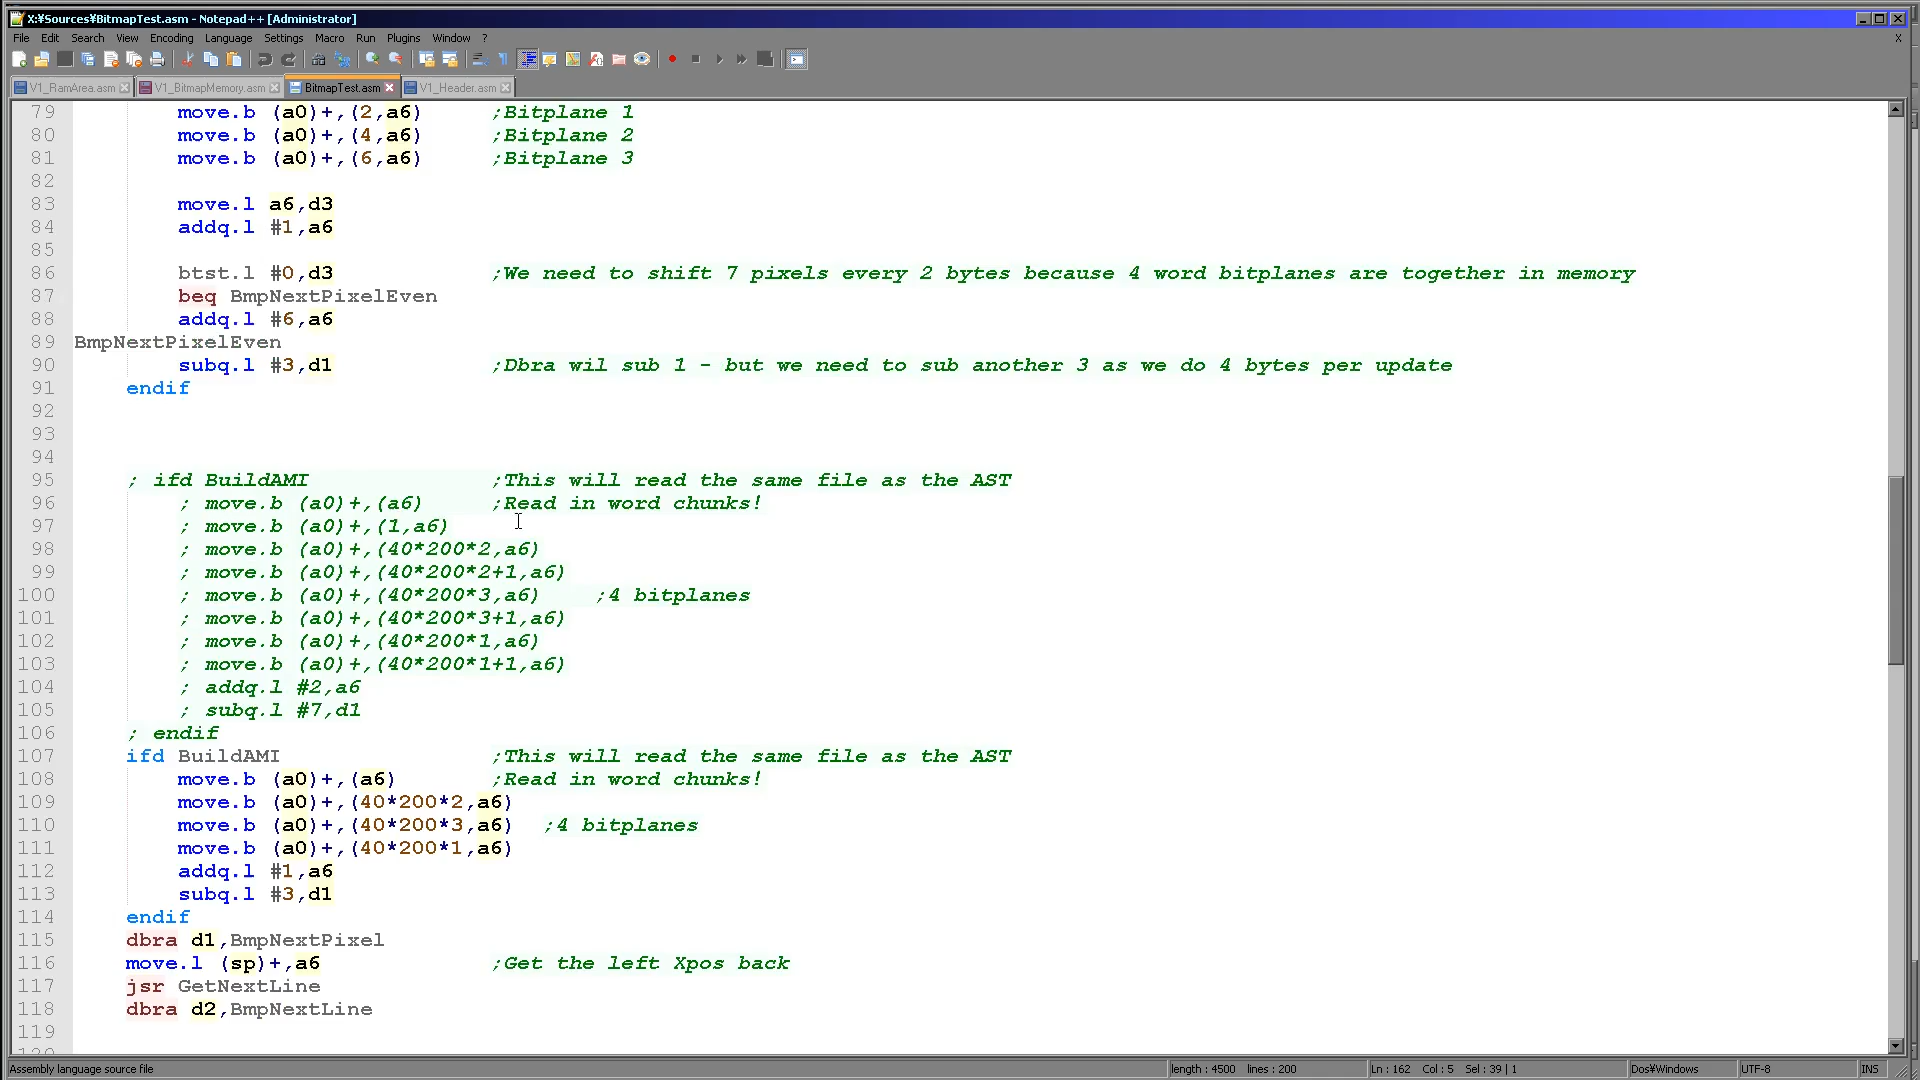 X:¥Sources¥BitmapTest.asm - Notepad++ [Administrator]
File Edit Search View Encoding Language Settings Macro Run Plugins Window ? X
V1_RamArea.asm V1_BitmapMemory.asm BitmapTest.asm V1_Header.asm
79 move.b (a0)+,(2,a6) ;Bitplane 1
80 move.b (a0)+,(4,a6) ;Bitplane 2
81 move.b (a0)+,(6,a6) ;Bitplane 3
82
83 move.l a6,d3
84 addq.l #1,a6
85
86 btst.l #0,d3 ;We need to shift 7 pixels every 2 bytes because 4 word bitplanes are together in memory
87 beq BmpNextPixelEven
88 addq.l #6,a6
89 BmpNextPixelEven
90 subq.l #3,d1 ;Dbra wil sub 1 - but we need to sub another 3 as we do 4 bytes per update
91 endif
92
93
94
95 ; ifd BuildAMI ;This will read the same file as the AST
96 ; move.b (a0)+,(a6) ;Read in word chunks!
97 ; move.b (a0)+,(1,a6)
98 ; move.b (a0)+,(40*200*2,a6)
99 ; move.b (a0)+,(40*200*2+1,a6)
100 ; move.b (a0)+,(40*200*3,a6) ;4 bitplanes
101 ; move.b (a0)+,(40*200*3+1,a6)
102 ; move.b (a0)+,(40*200*1,a6)
103 ; move.b (a0)+,(40*200*1+1,a6)
104 ; addq.l #2,a6
105 ; subq.l #7,d1
106 ; endif
107 ifd BuildAMI ;This will read the same file as the AST
108 move.b (a0)+,(a6) ;Read in word chunks!
109 move.b (a0)+,(40*200*2,a6)
110 move.b (a0)+,(40*200*3,a6) ;4 bitplanes
111 move.b (a0)+,(40*200*1,a6)
112 addq.l #1,a6
113 subq.l #3,d1
114 endif
115 dbra d1,BmpNextPixel
116 move.l (sp)+,a6 ;Get the left Xpos back
117 jsr GetNextLine
118 dbra d2,BmpNextLine
119
Assembly language source file length : 4500 lines : 200 Ln : 162 Col : 5 Sel : 39 | 1 Dos¥Windows UTF-8 INS